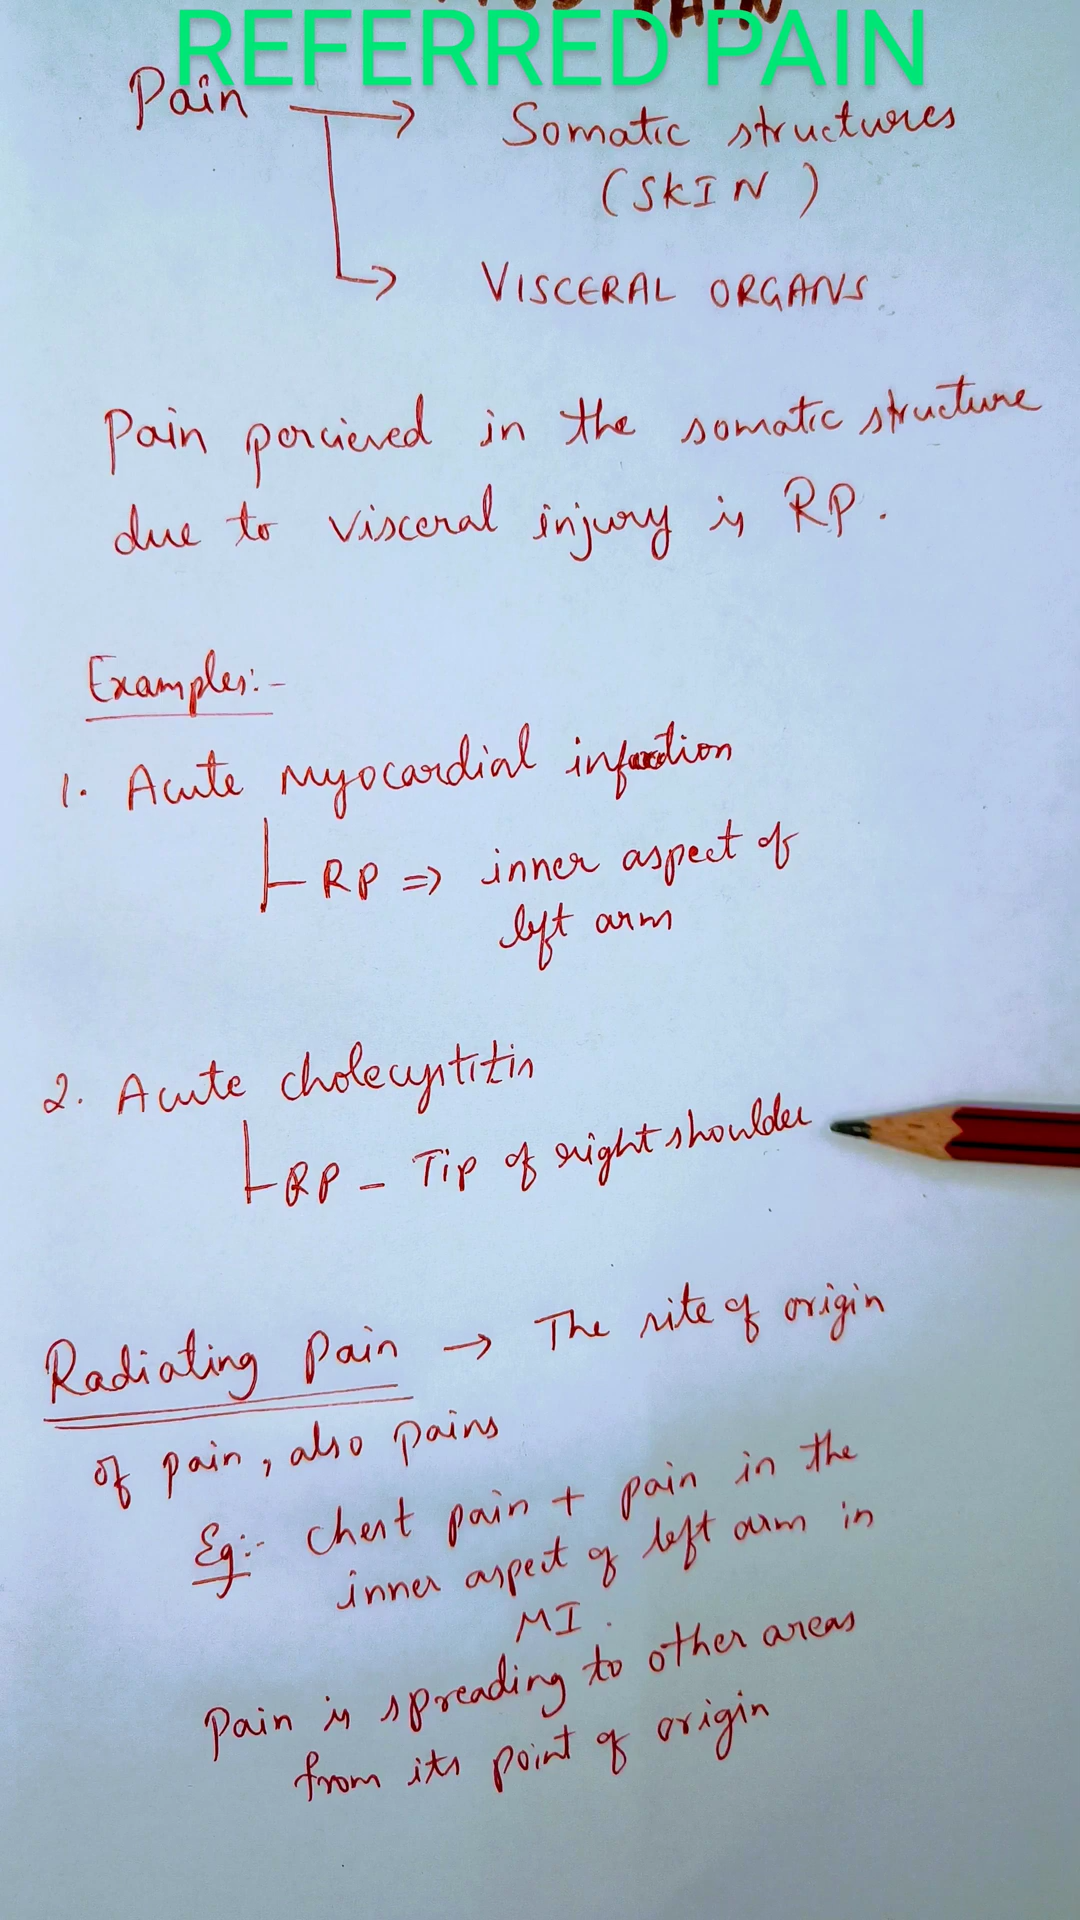 REFERRED PAIN
PAIN
Pain → Somatic structures
(SKIN)
VISCERAL ORGANS
Pain percieved in the somatic structure
due to visceral injury is RP.
Examples:-
1. Acute Myocardial infarction
RP => inner aspect of
left arm
2. Acute cholecystitis
RP - Tip of right shoulder
Radiating Pain → The site of origin
of pain, also pains
Eg:- Chest pain + pain in the
inner aspect of left arm in
MI.
Pain is spreading to other areas
from its point of origin